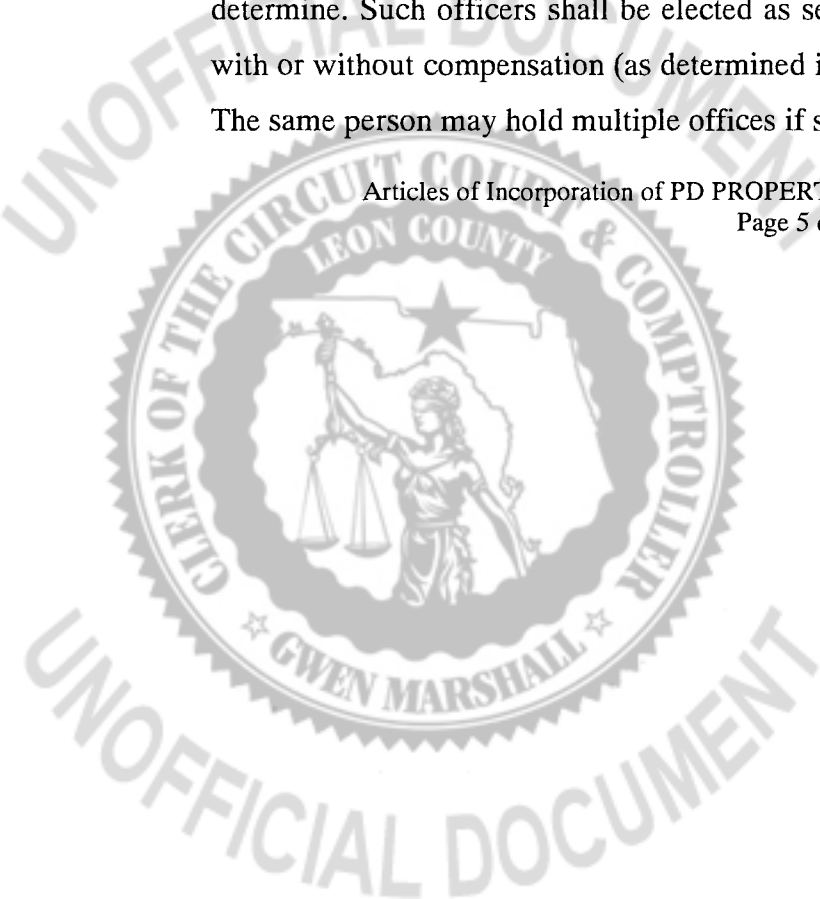 UNOFFICIAL DOCUMENT
determine. Such officers shall be elected as se
with or without compensation (as determined i
The same person may hold multiple offices if s
Articles of Incorporation of PD PROPERT
Page 5
CLERK OF THE CIRCUIT COURT & COMPTROLLER
LEON COUNTY
GWEN MARSHALL
UNOFFICIAL DOCUMENT